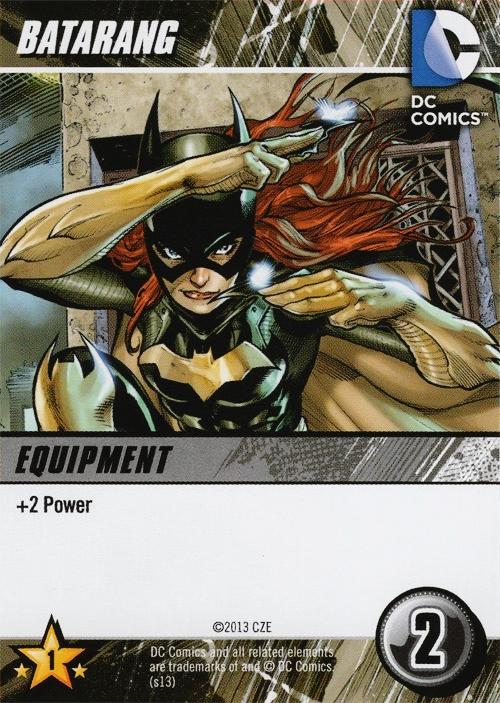 BATARANG
DC
DC
COMICS™
EQUIPMENT
+2 Power
©2013 CZE
1
DC Comics and all related elements
are trademarks of and © DC Comics.
(s13)
2